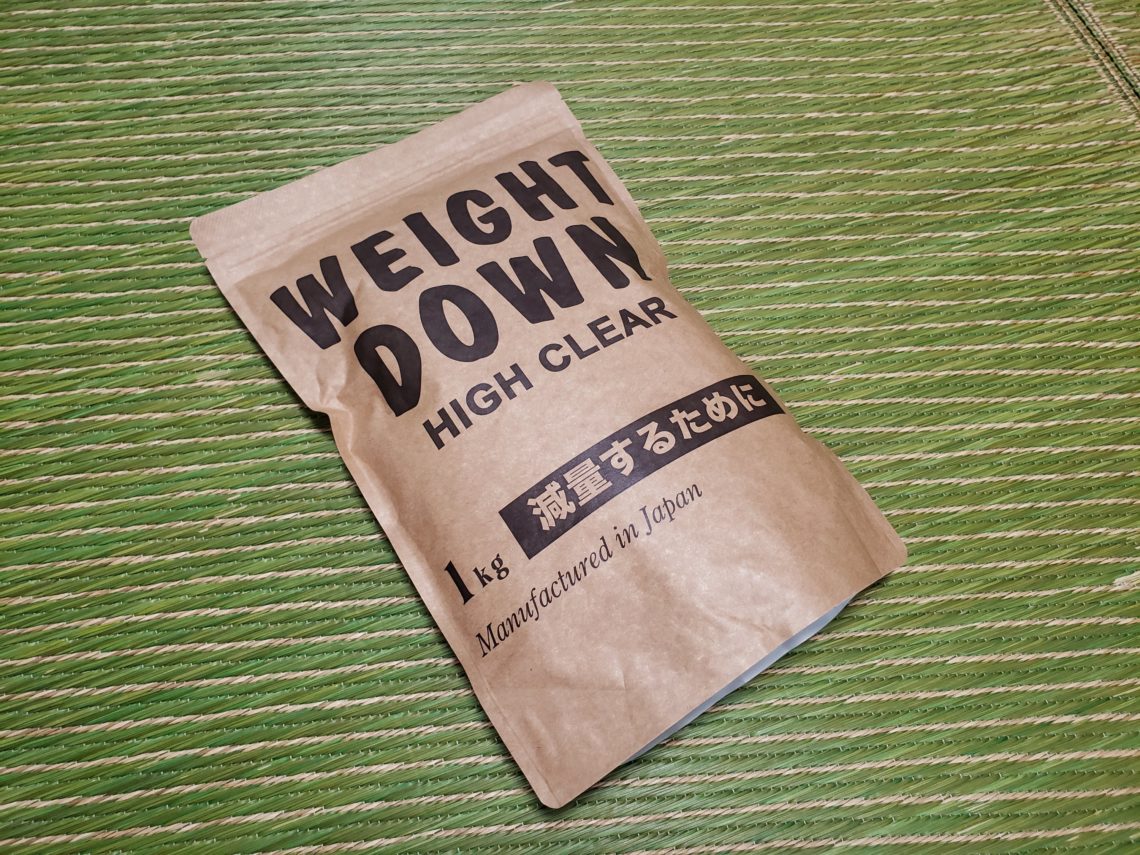 WEIGHT
DOWN
HIGH CLEAR
減量するために
1kg
Manufactured in Japan